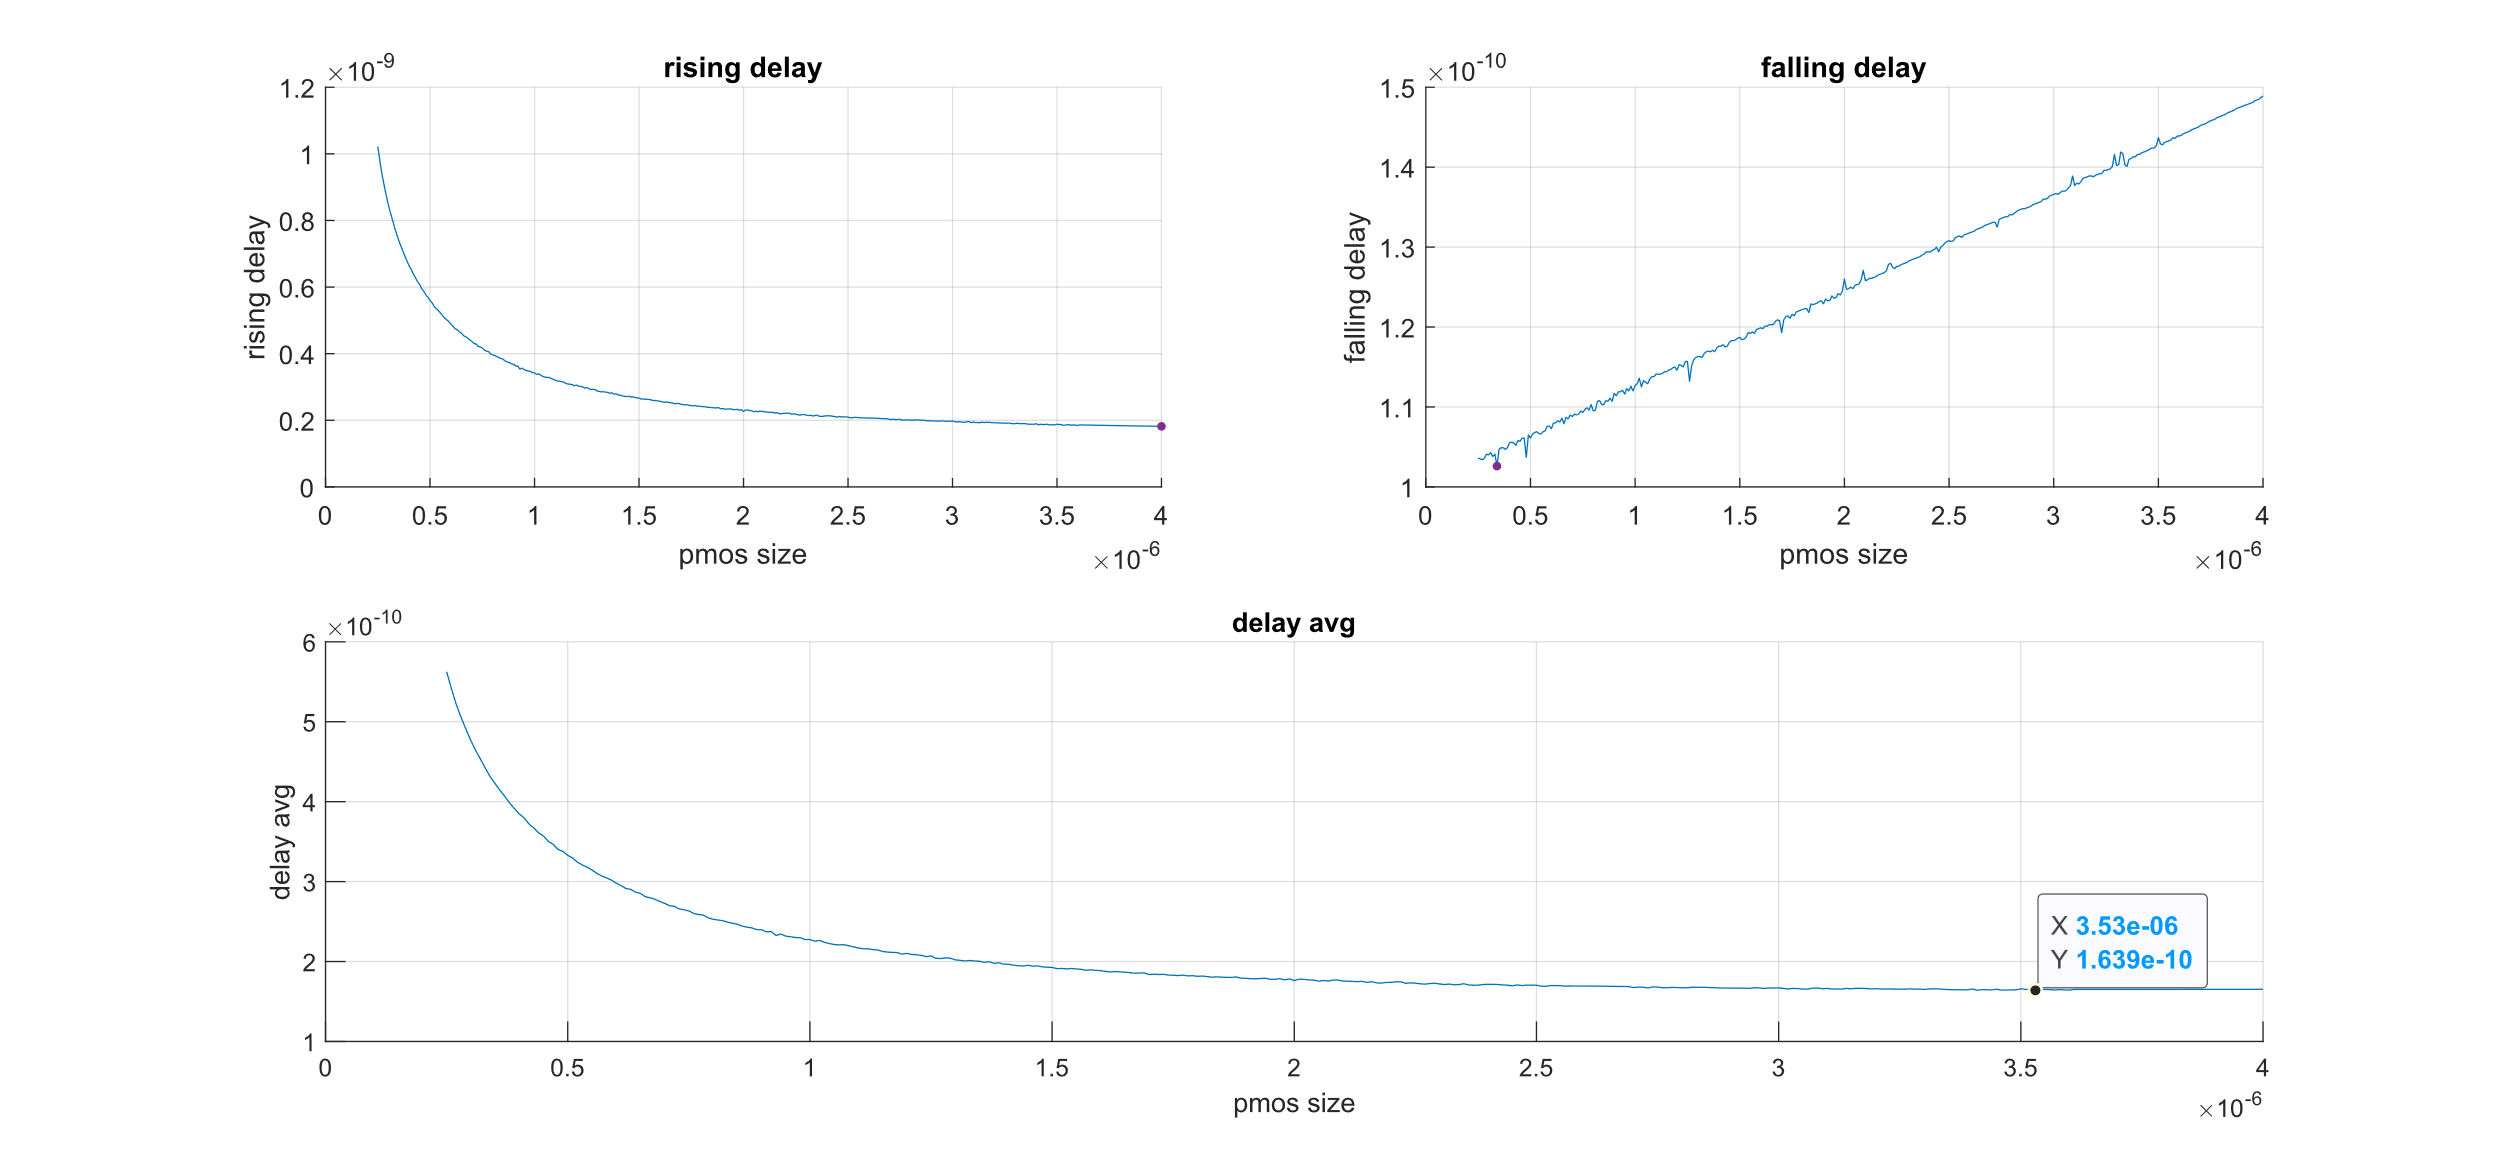 rising delay
×10-9
1.2
1
0.8
0.6
0.4
0.2
0
rising delay
0 0.5 1 1.5 2 2.5 3 3.5 4
pmos size
×10-6
falling delay
×10-10
1.5
1.4
1.3
1.2
1.1
1
falling delay
0 0.5 1 1.5 2 2.5 3 3.5 4
pmos size
×10-6
delay avg
×10-10
6
5
4
3
2
1
delay avg
X 3.53e-06
Y 1.639e-10
0 0.5 1 1.5 2 2.5 3 3.5 4
pmos size
×10-6